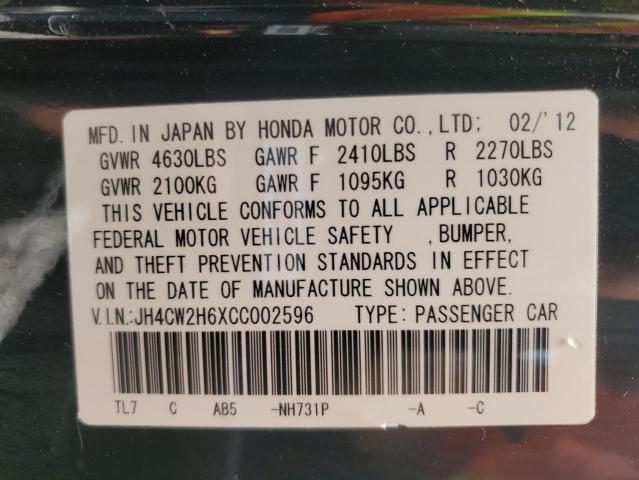 MFD. IN JAPAN BY HONDA MOTOR CO., LTD; 02/'12
GVWR 4630LBS GAWR F 2410LBS R 2270LBS
GVWR 2100KG GAWR F 1095KG R 1030KG
THIS VEHICLE CONFORMS TO ALL APPLICABLE
FEDERAL MOTOR VEHICLE SAFETY , BUMPER,
AND THEFT PREVENTION STANDARDS IN EFFECT
ON THE DATE OF MANUFACTURE SHOWN ABOVE.
V.I.N.:JH4CW2H6XCC002596 TYPE: PASSENGER CAR
TL7 C AB5 -NH731P -A -C